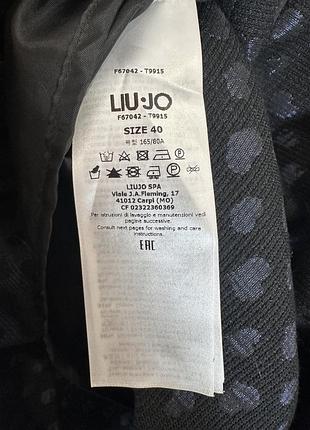 F67042 - T9915
LIU·JO
F67042 - T9915
SIZE 40
165/80A
LIUJO SPA
Viale J.A.Fleming, 17
41012 Carpi (MO)
CF 02322360369
Per istruzioni di lavaggio e manutenzioni vedi
pagine successive.
Consult next pages for washing and care
instructions.
EAC